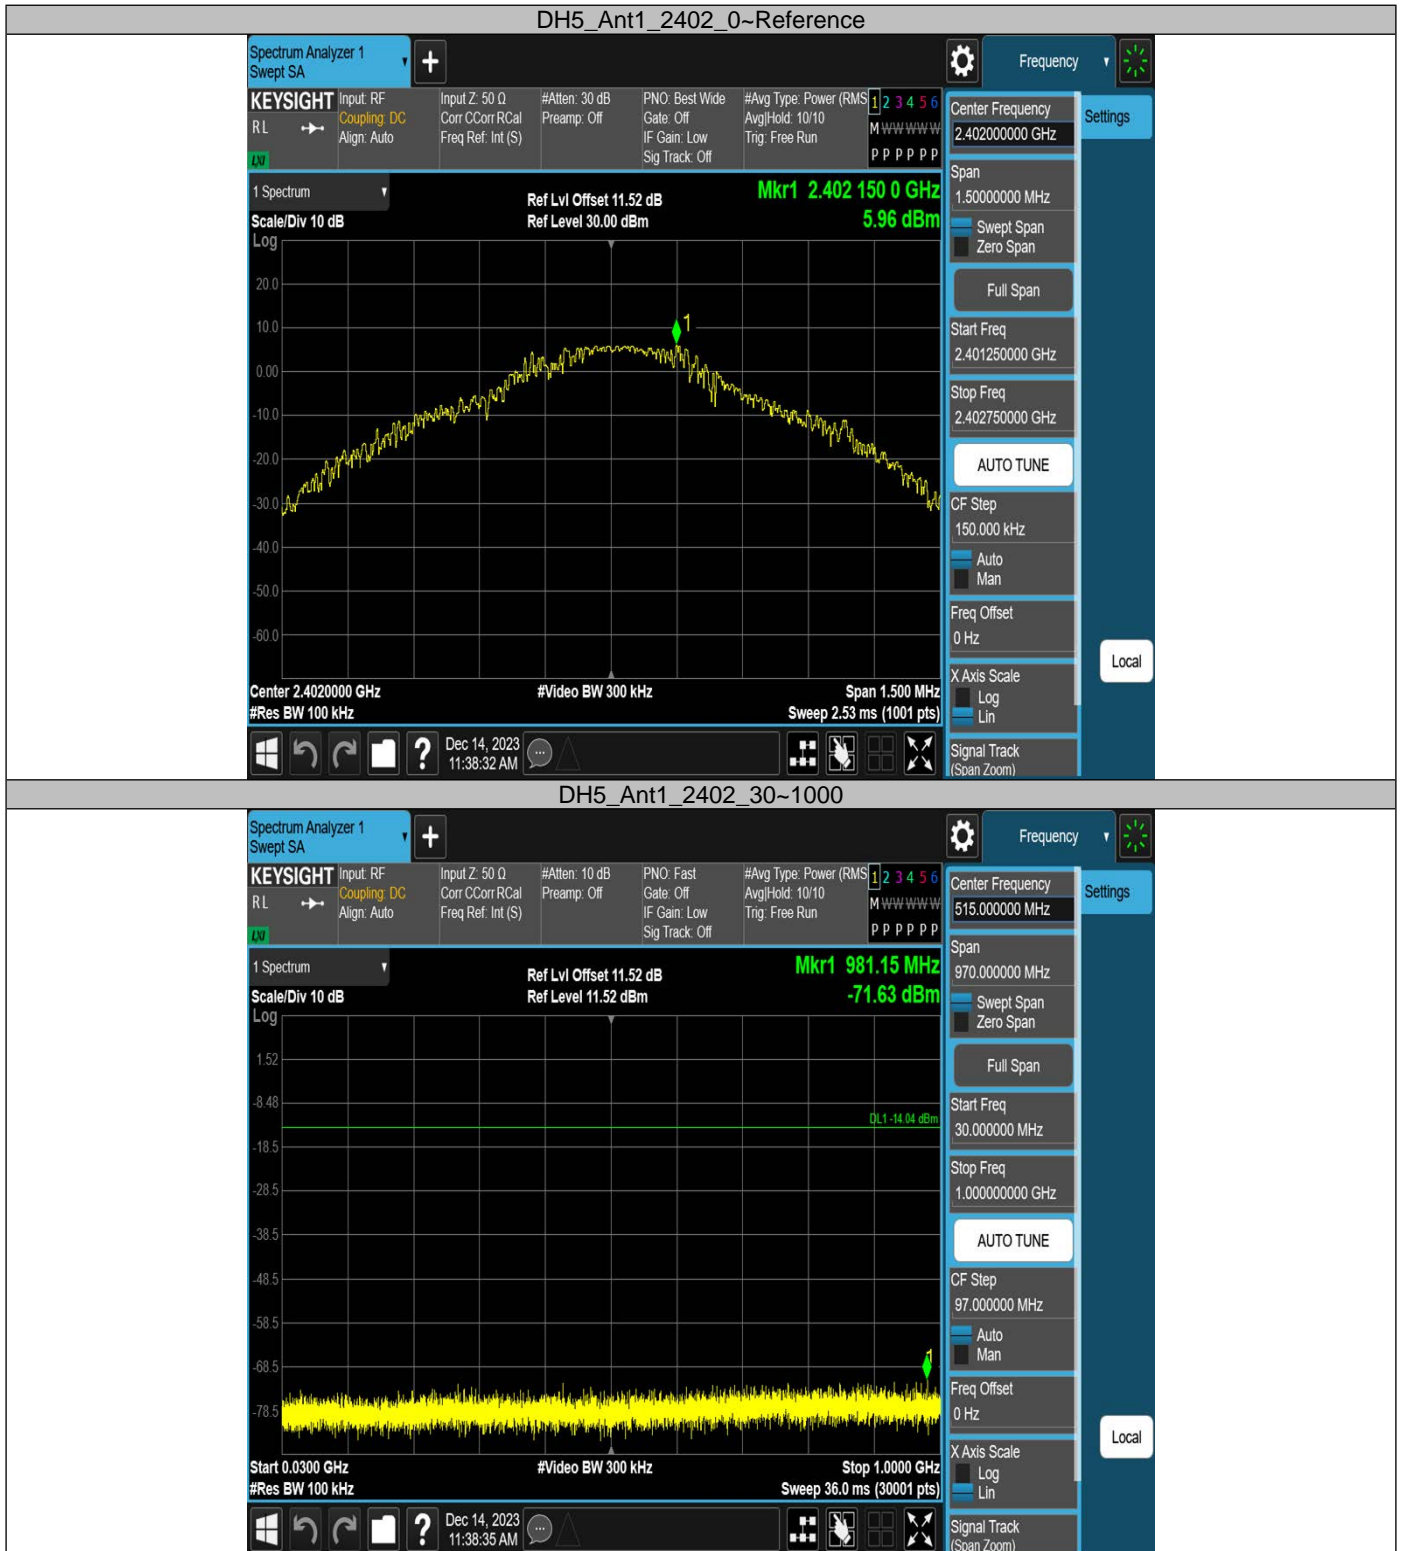 DH5_Ant1_2402_0~Reference
Spectrum Analyzer 1
Swept SA
Frequency
KEYSIGHT
RL
LXI
Input: RF
Coupling: DC
Align: Auto
Input Z: 50 Ω
Corr CCorr RCal
Freq Ref: Int (S)
#Atten: 30 dB
Preamp: Off
PNO: Best Wide
Gate: Off
IF Gain: Low
Sig Track: Off
#Avg Type: Power (RMS
Avg|Hold: 10/10
Trig: Free Run
1 2 3 4 5 6
M W W W W W
P P P P P P
1 Spectrum
Scale/Div 10 dB
Log
Ref Lvl Offset 11.52 dB
Ref Level 30.00 dBm
Mkr1 2.402 150 0 GHz
5.96 dBm
20.0
10.0
0.00
-10.0
-20.0
-30.0
-40.0
-50.0
-60.0
1
Center 2.4020000 GHz
#Res BW 100 kHz
#Video BW 300 kHz
Span 1.500 MHz
Sweep 2.53 ms (1001 pts)
Dec 14, 2023
11:38:32 AM
Center Frequency
2.402000000 GHz
Span
1.50000000 MHz
Swept Span
Zero Span
Full Span
Start Freq
2.401250000 GHz
Stop Freq
2.402750000 GHz
AUTO TUNE
CF Step
150.000 kHz
Auto
Man
Freq Offset
0 Hz
X Axis Scale
Log
Lin
Signal Track
(Span Zoom)
Settings
Local
DH5_Ant1_2402_30~1000
Spectrum Analyzer 1
Swept SA
Frequency
KEYSIGHT
RL
LXI
Input: RF
Coupling: DC
Align: Auto
Input Z: 50 Ω
Corr CCorr RCal
Freq Ref: Int (S)
#Atten: 10 dB
Preamp: Off
PNO: Fast
Gate: Off
IF Gain: Low
Sig Track: Off
#Avg Type: Power (RMS
Avg|Hold: 10/10
Trig: Free Run
1 2 3 4 5 6
M W W W W W
P P P P P P
1 Spectrum
Scale/Div 10 dB
Log
Ref Lvl Offset 11.52 dB
Ref Level 11.52 dBm
Mkr1 981.15 MHz
-71.63 dBm
1.52
-8.48
-18.5
-28.5
-38.5
-48.5
-58.5
-68.5
-78.5
DL1 -14.04 dBm
1
Start 0.0300 GHz
#Res BW 100 kHz
#Video BW 300 kHz
Stop 1.0000 GHz
Sweep 36.0 ms (30001 pts)
Dec 14, 2023
11:38:35 AM
Center Frequency
515.000000 MHz
Span
970.000000 MHz
Swept Span
Zero Span
Full Span
Start Freq
30.000000 MHz
Stop Freq
1.000000000 GHz
AUTO TUNE
CF Step
97.000000 MHz
Auto
Man
Freq Offset
0 Hz
X Axis Scale
Log
Lin
Signal Track
(Span Zoom)
Settings
Local